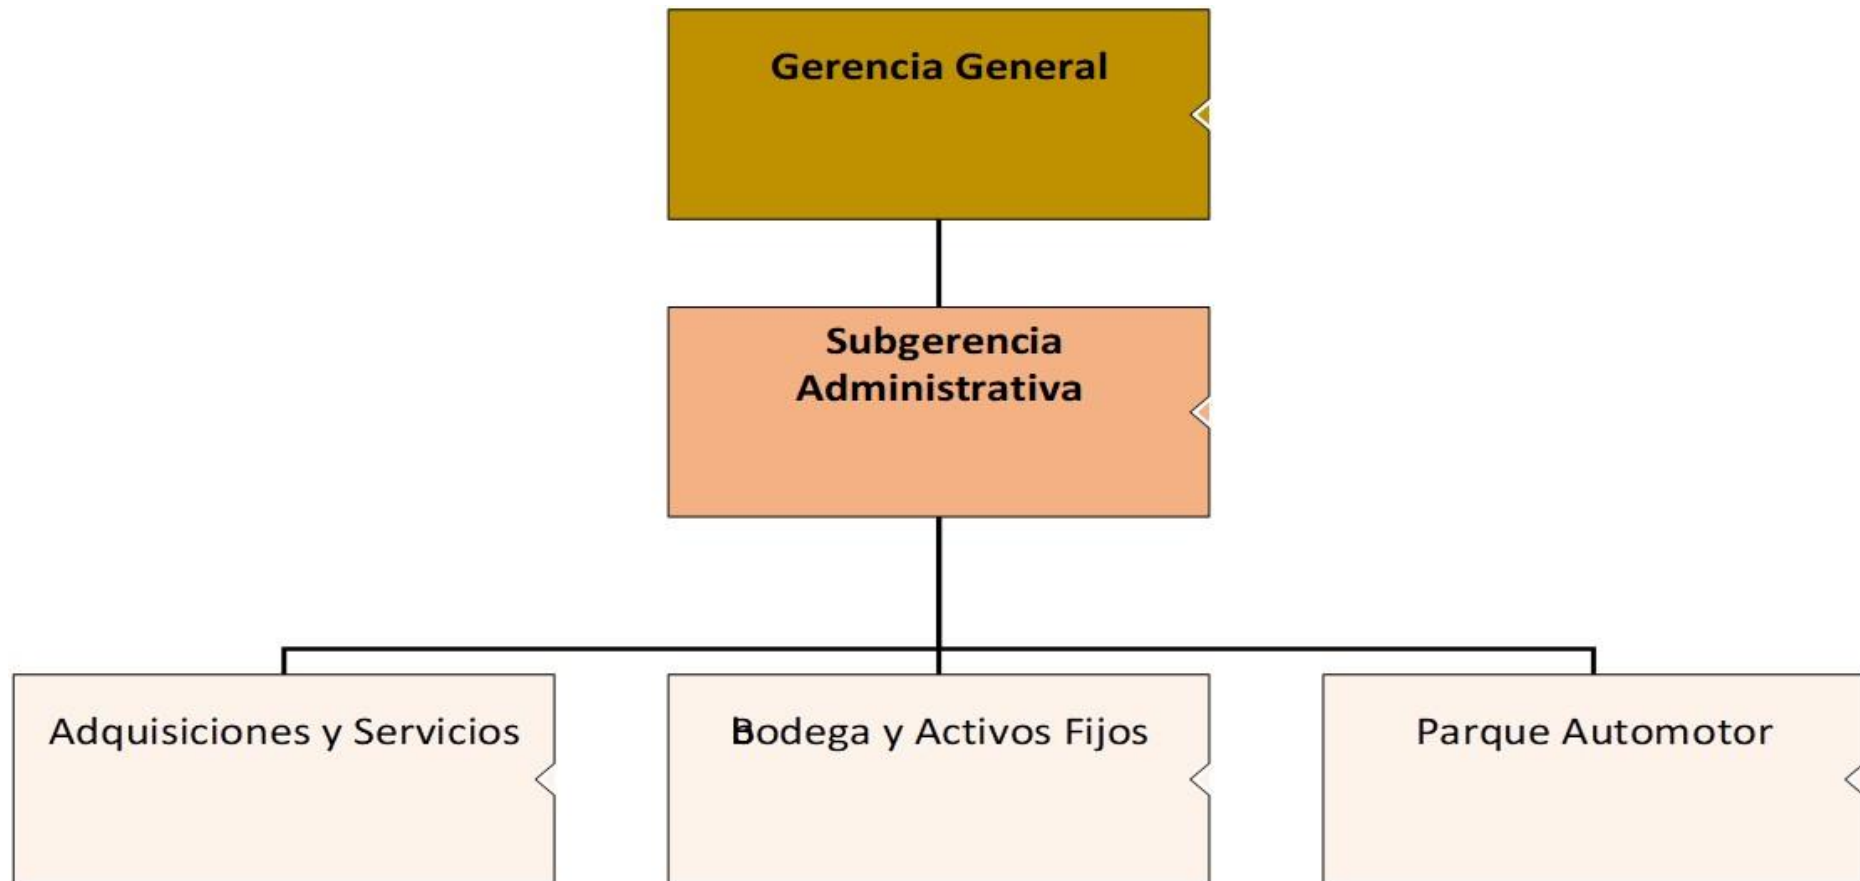 Gerencia General
Subgerencia
Administrativa
Adquisiciones y Servicios
Bodega y Activos Fijos
Parque Automotor